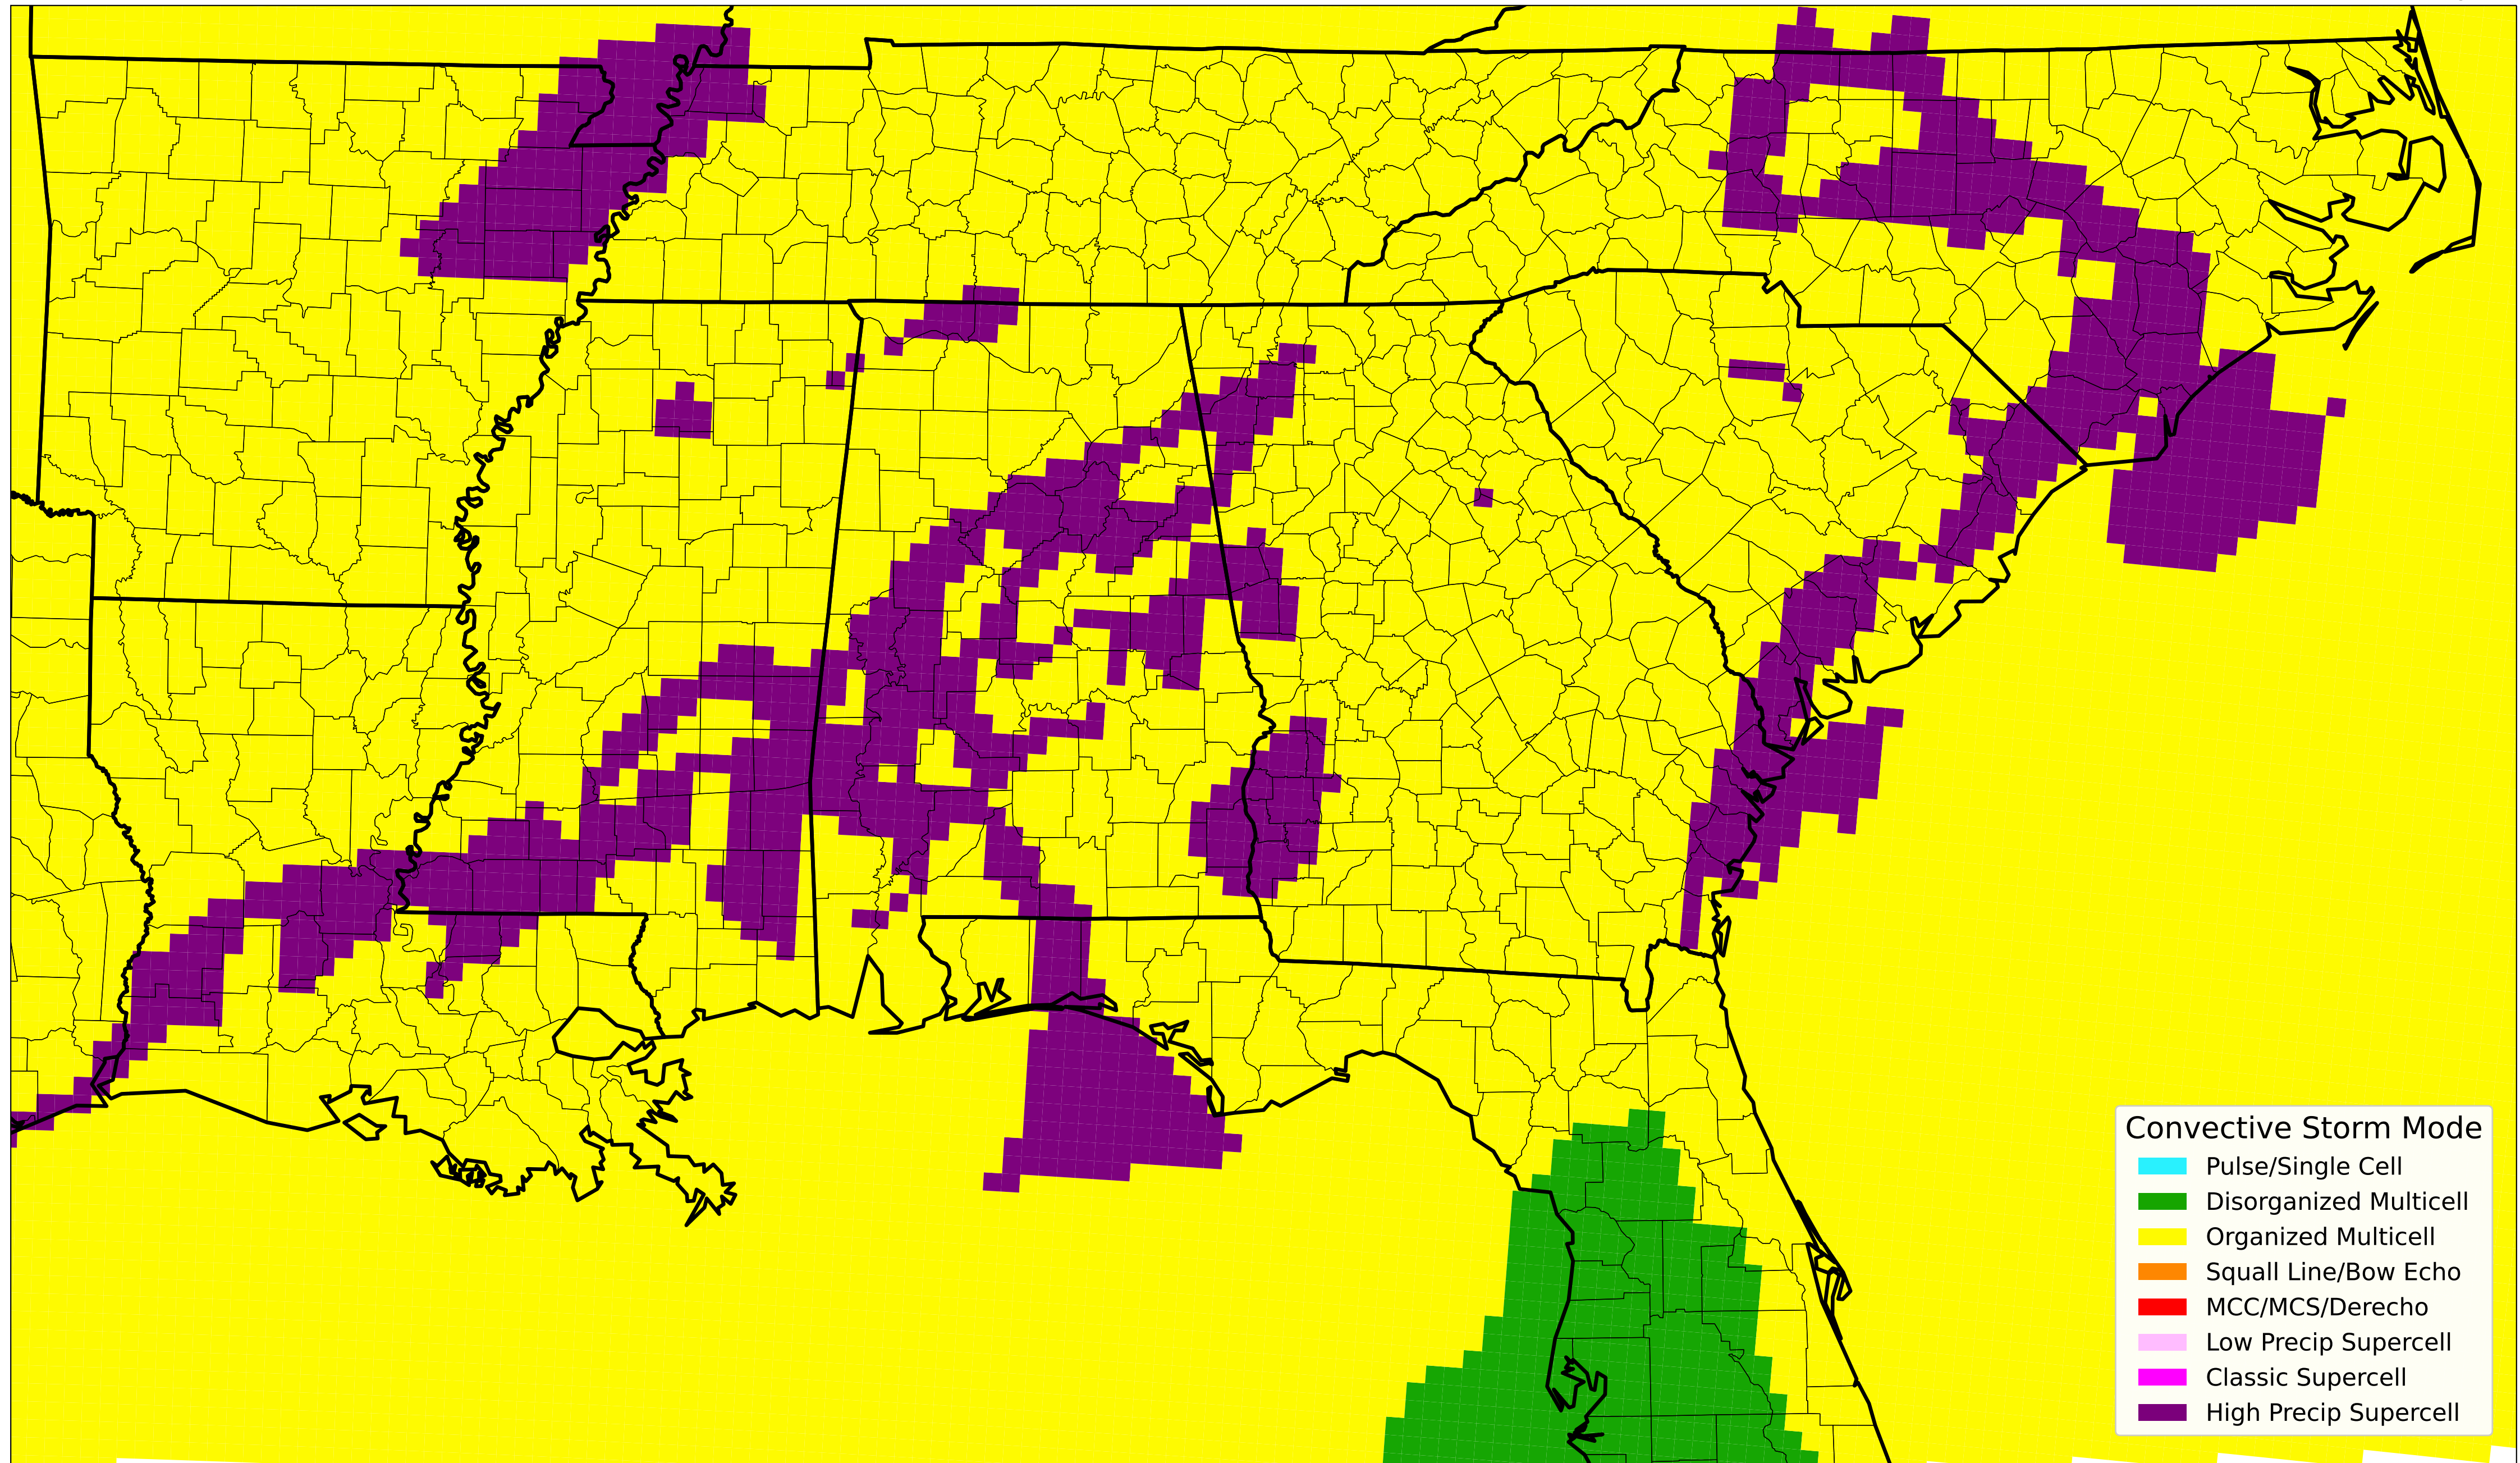 Convective Storm Mode
Pulse/Single Cell
Disorganized Multicell
Organized Multicell
Squall Line/Bow Echo
MCC/MCS/Derecho
Low Precip Supercell
Classic Supercell
High Precip Supercell